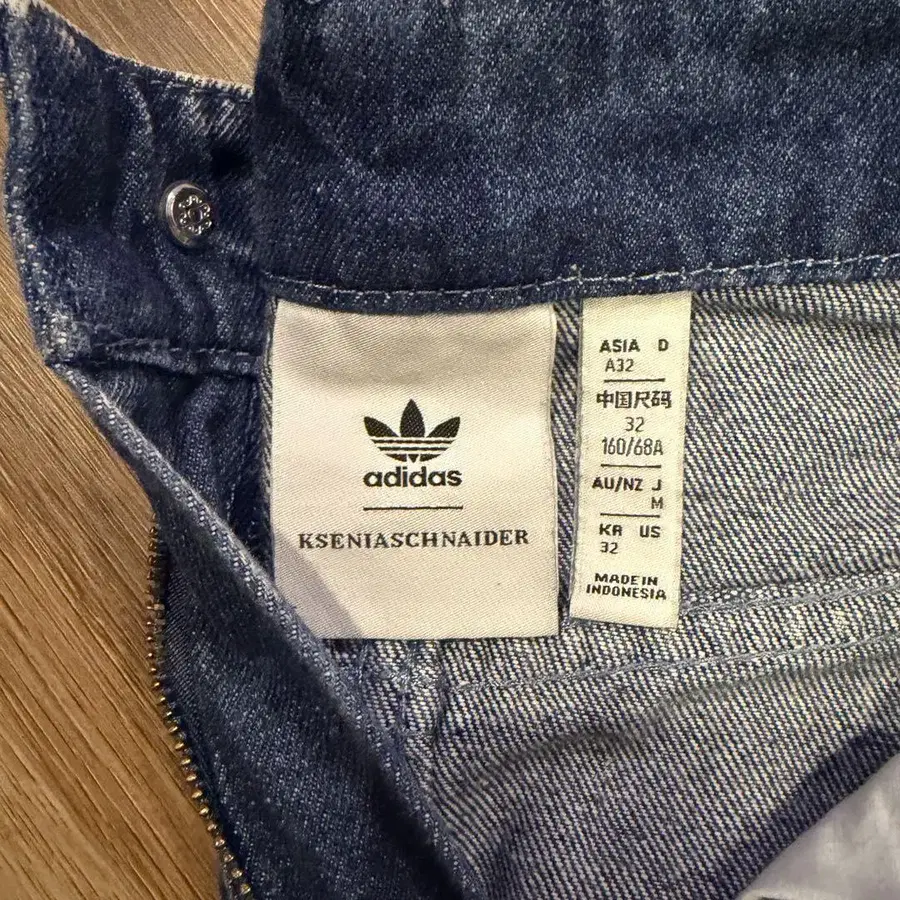 adidas
KSENIASCHNAIDER
ASIA D
A32
中国尺码
32
160/68A
AU/NZ J
M
KR US
32
MADE IN
INDONESIA